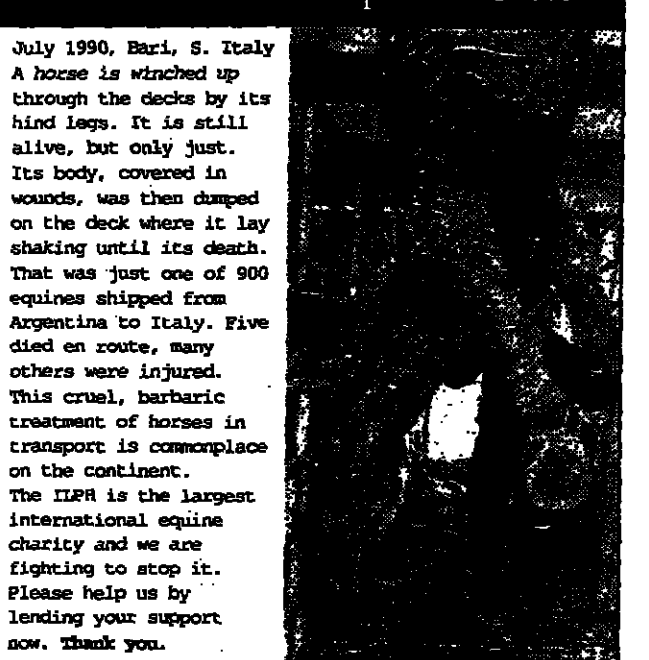 July 1990, Bari, S. Italy
A horse is winched up
through the decks by its
hind legs. It is still
alive, but only just.
Its body, covered in
wounds, was then dumped
on the deck where it lay
shaking until its death.
That was just one of 900
equines shipped from
Argentina to Italy. Five
died en route, many
others were injured.
This cruel, barbaric
treatment of horses in
transport is commonplace
on the continent.
The ILPH is the largest
international equine
charity and we are
fighting to stop it.
Please help us by
lending your support
now. Thank you.